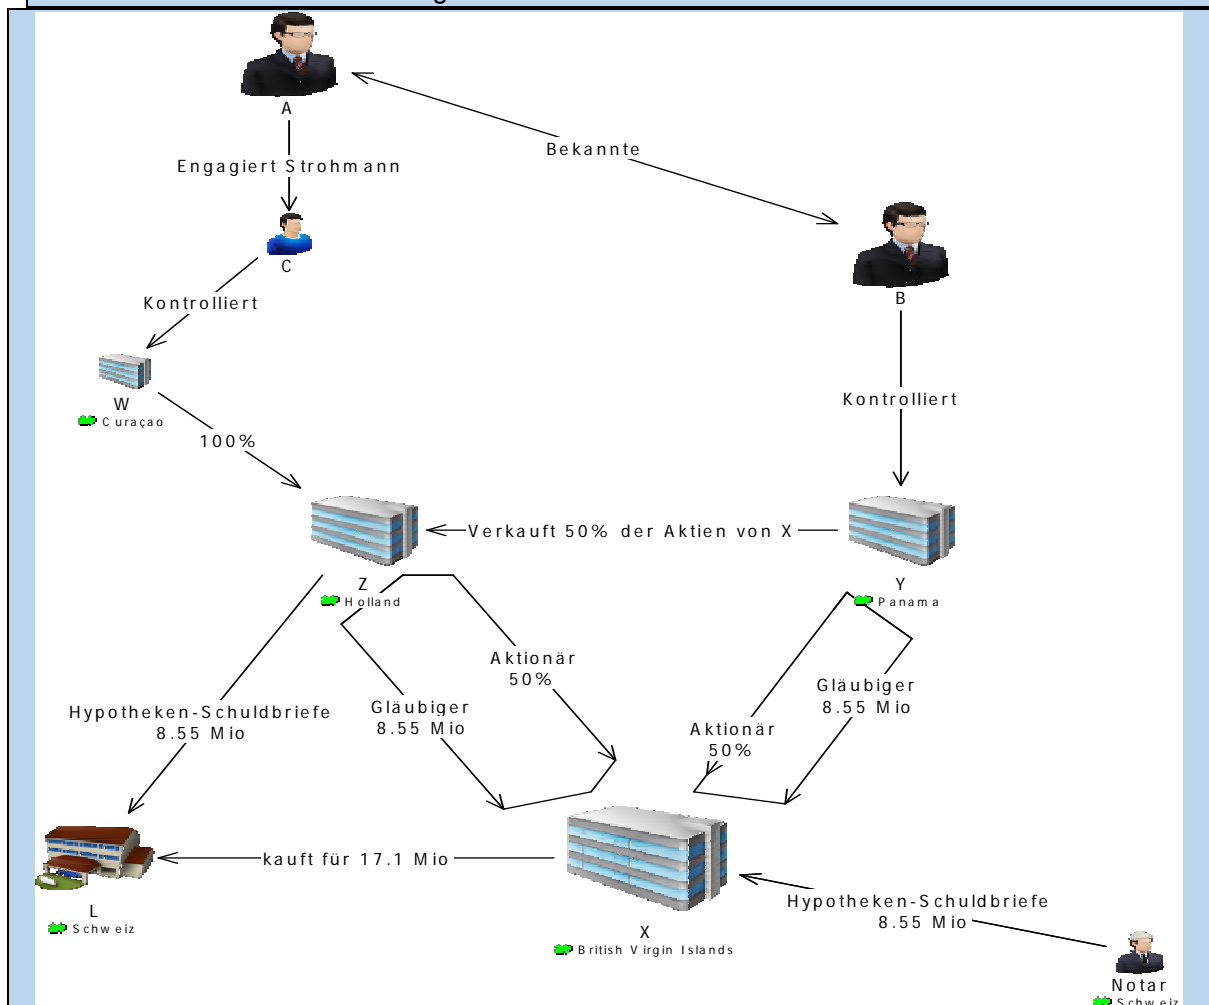 A
Bekannte
Engagiert Strohmann
C
B
Kontrolliert
W
Curaçao
Kontrolliert
100%
Verkauft 50% der Aktien von X
Z
Holland
Y
Panama
Aktionär
50%
Gläubiger
8.55 Mio
Hypotheken-Schuldbriefe
8.55 Mio
Gläubiger
8.55 Mio
Aktionär
50%
kauft für 17.1 Mio
L
Schweiz
X
British Virgin Islands
Hypotheken-Schuldbriefe
8.55 Mio
Notar
Schweiz